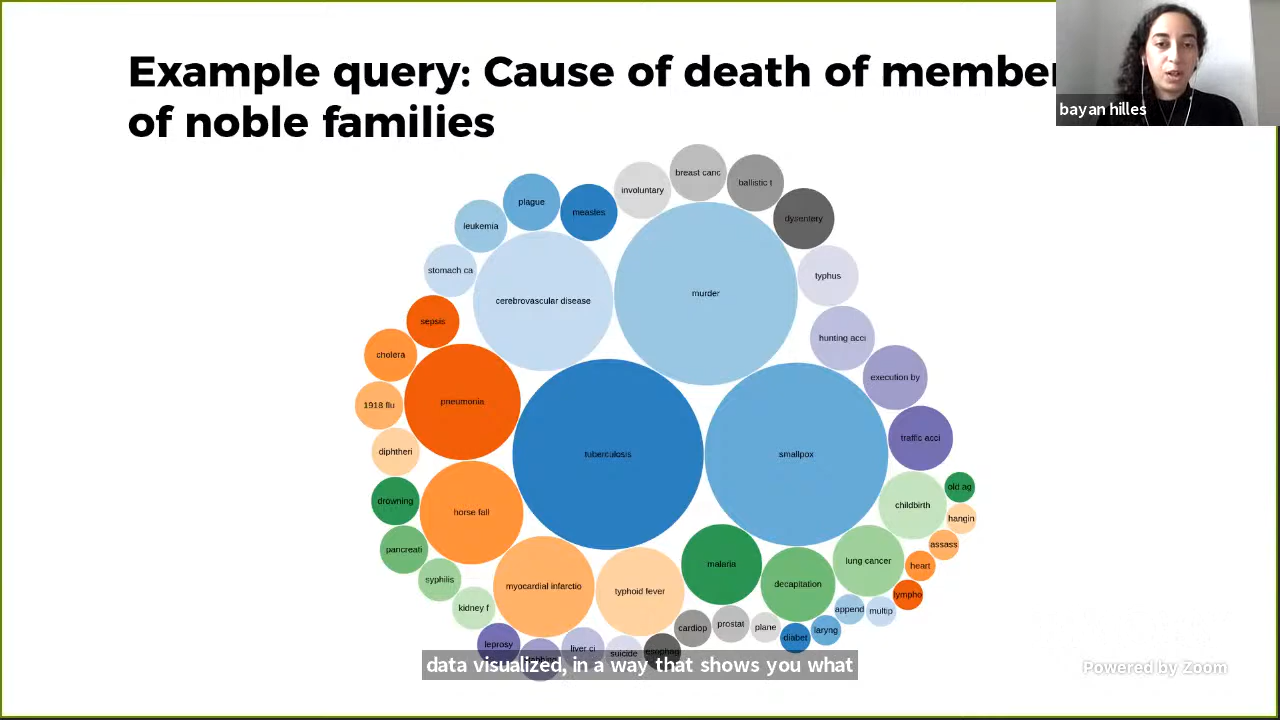 Example query: Cause of death of member
of noble families
bayan hilles
breast canc
ballistic t
involuntary
plague
measles
dysentery
leukemia
stomach ca
typhus
murder
cerebrovascular disease
sepsis
hunting acci
cholera
execution by
pneumonia
1918 flu
traffic acci
diphtheri
tuberculosis
smallpox
old ag
drowning
childbirth
horse fall
hangin
pancreati
assass
lung cancer
malaria
heart
syphilis
myocardial infarctio
typhoid fever
decapitation
lympho
kidney f
append
multip
cardiop
prostat
plane
laryng
diabet
leprosy
liver ci
suicide
esophag
data visualized, in a way that shows you what
Powered by Zoom